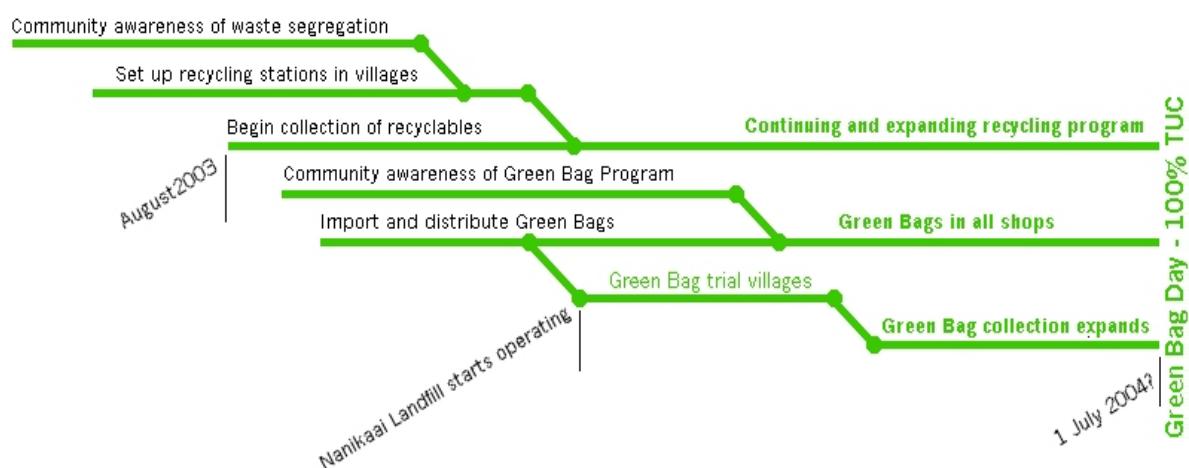 Community awareness of waste segregation
Set up recycling stations in villages
Begin collection of recyclables
Continuing and expanding recycling program
August2003
Community awareness of Green Bag Program
Import and distribute Green Bags
Green Bags in all shops
Green Bag trial villages
Nanikaai Landfill starts operating
Green Bag collection expands
1 July 2004?
Green Bag Day - 100% TUC